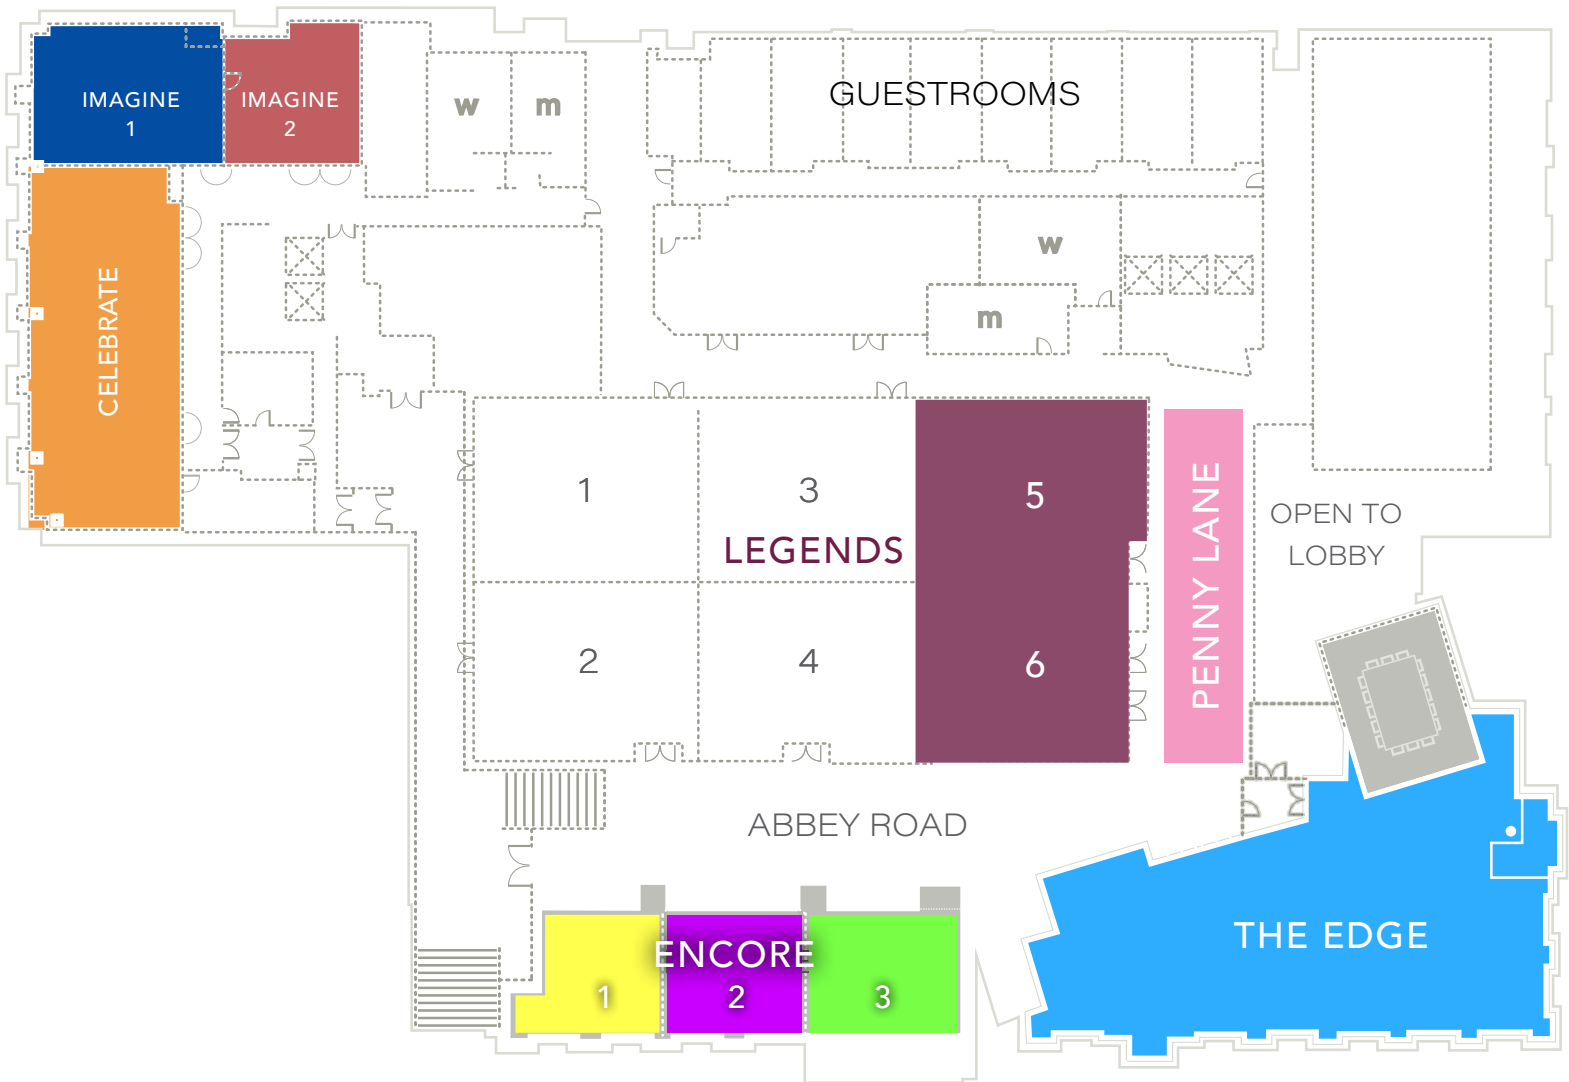 IMAGINE
1
IMAGINE
2
w
m
GUESTROOMS
w
m
CELEBRATE
1
3
5
LEGENDS
2
4
6
PENNY LANE
OPEN TO
LOBBY
ABBEY ROAD
ENCORE
1
2
3
THE EDGE